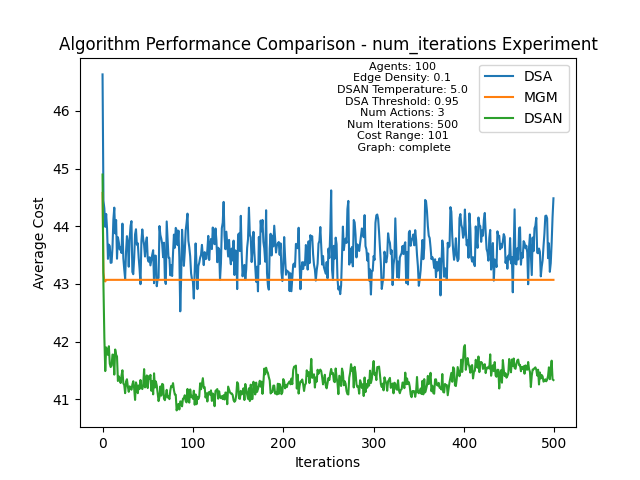 Algorithm Performance Comparison - num_iterations Experiment
Agents: 100
Edge Density: 0.1
DSAN Temperature: 5.0
DSA Threshold: 0.95
Num Actions: 3
Num Iterations: 500
Cost Range: 101
Graph: complete
DSA
MGM
DSAN
Average Cost
46
45
44
43
42
41
0 100 200 300 400 500
Iterations